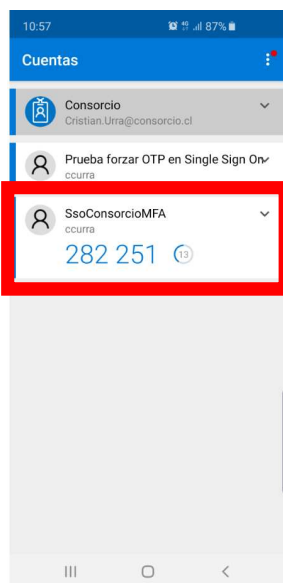 10:57 4G 87%
Cuentas
Consorcio
Cristian.Urra@consorcio.cl
Prueba forzar OTP en Single Sign On
ccurra
SsoConsorcioMFA
ccurra
282 251 13